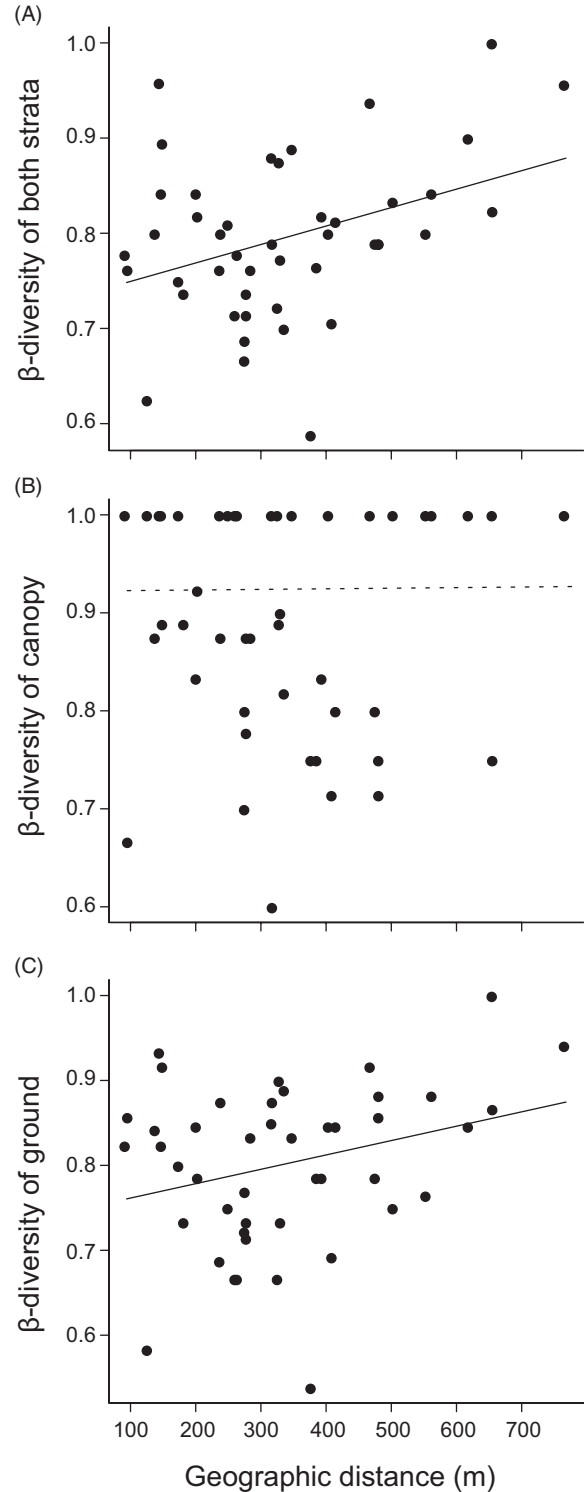 (A)
β-diversity of both strata
1.0
0.9
0.8
0.7
0.6
(B)
β-diversity of canopy
1.0
0.9
0.8
0.7
0.6
(C)
β-diversity of ground
1.0
0.9
0.8
0.7
0.6
100 200 300 400 500 600 700
Geographic distance (m)